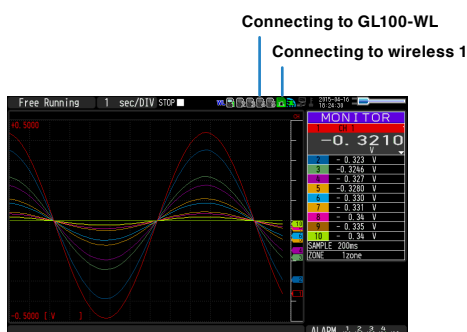 Connecting to GL100-WL
Connecting to wireless 1
Free Running 1 sec/DIV STOP 2015-04-16
18:24:30
+0.5000
MONITOR
1 CH 1
-0.3210
2 - 0.323 V
3 - 0.3246 V
4 - 0.327 V
5 - 0.3280 V
6 - 0.330 V
7 - 0.331 V
8 - 0.34 V
9 - 0.335 V
10 - 0.34 V
SAMPLE 200ms
ZONE 1zone
-0.5000 [ V ]
ALARM 1 2 3 4